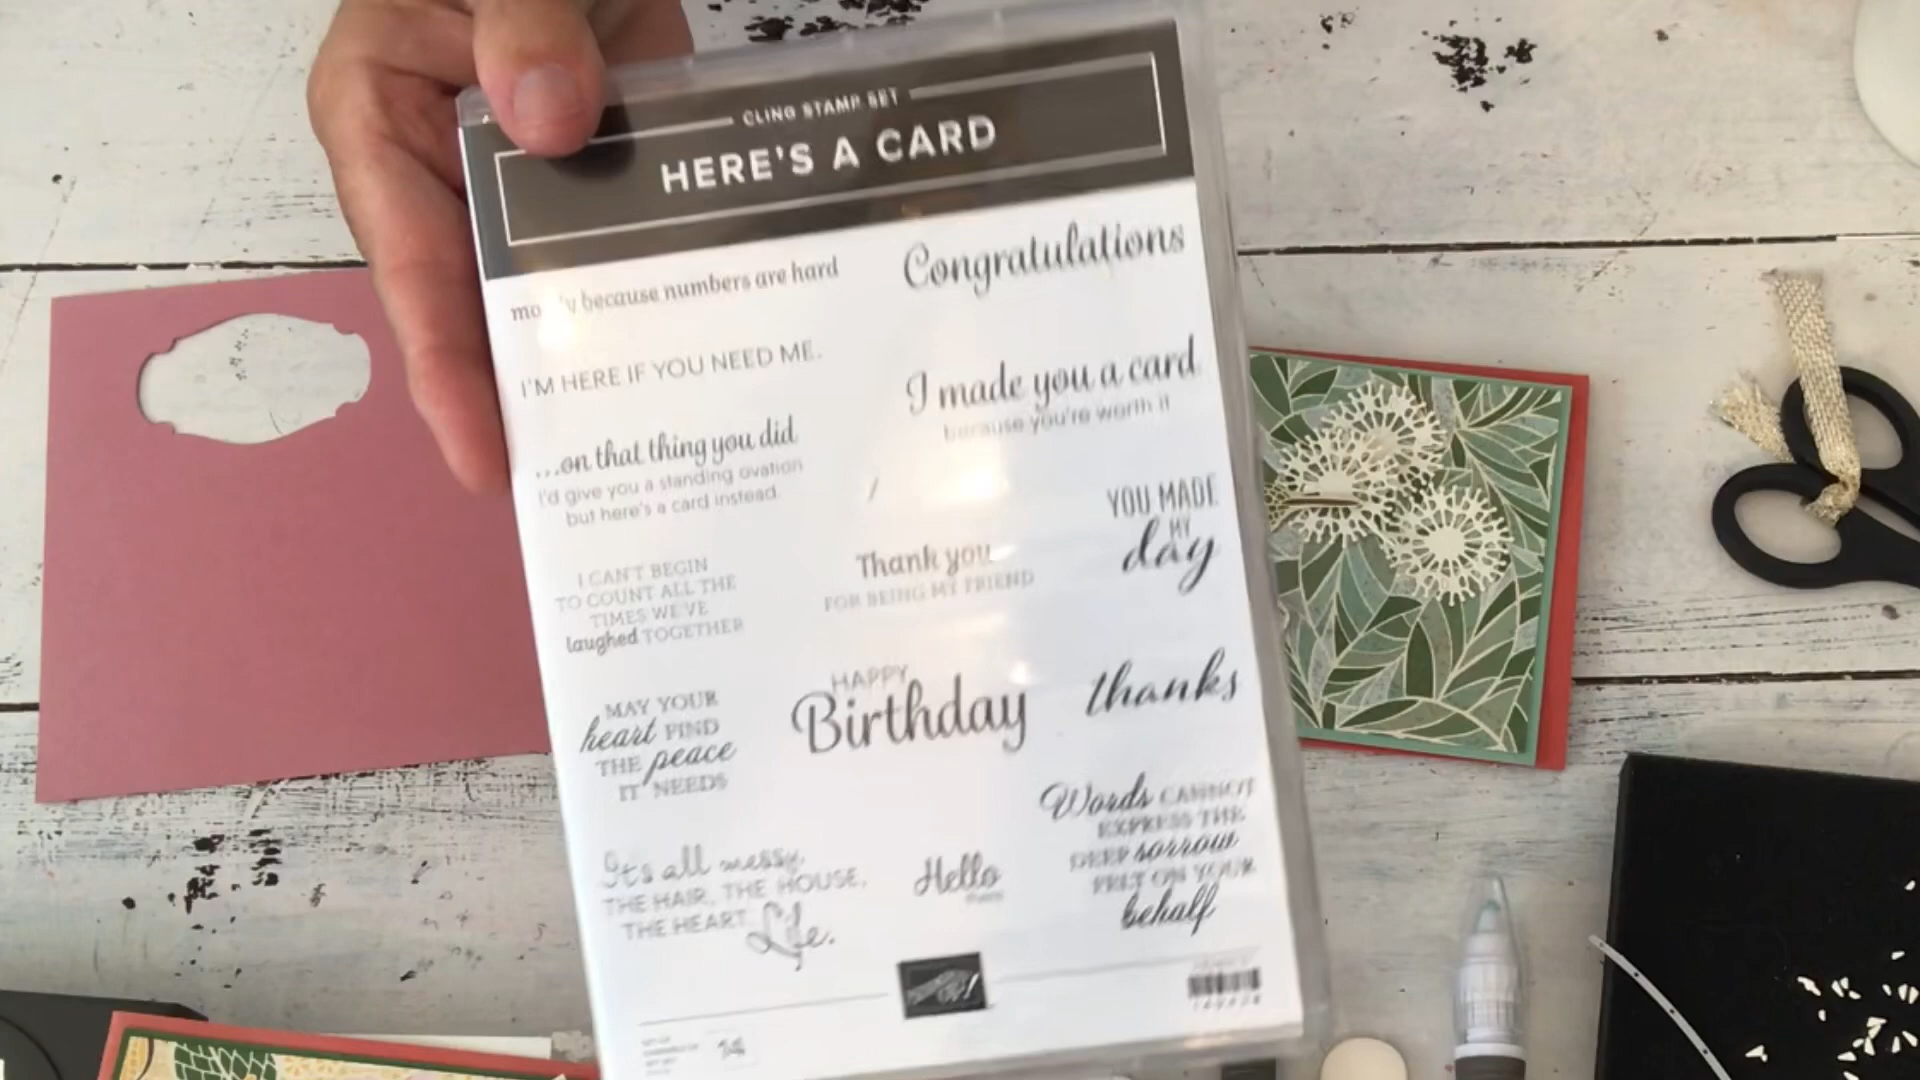 CLING STAMP SET
HERE'S A CARD
because numbers are hard
Congratulations
I'M HERE IF YOU NEED ME.
I made you a card
because you're worth it
...on that thing you did
I'd give you a standing ovation
but here's a card instead.
YOU MADE
MY
day
I CAN'T BEGIN
TO COUNT ALL THE
TIMES WE'VE
laughed TOGETHER
Thank you
FOR BEING MY FRIEND
MAY YOUR
heart FIND
THE peace
IT NEEDS
HAPPY
Birthday
thanks
It's all messy.
THE HAIR, THE HOUSE,
THE HEART
Life.
Hello
Words CANNOT
EXPRESS THE
DEEP sorrow
FELT ON YOUR
behalf